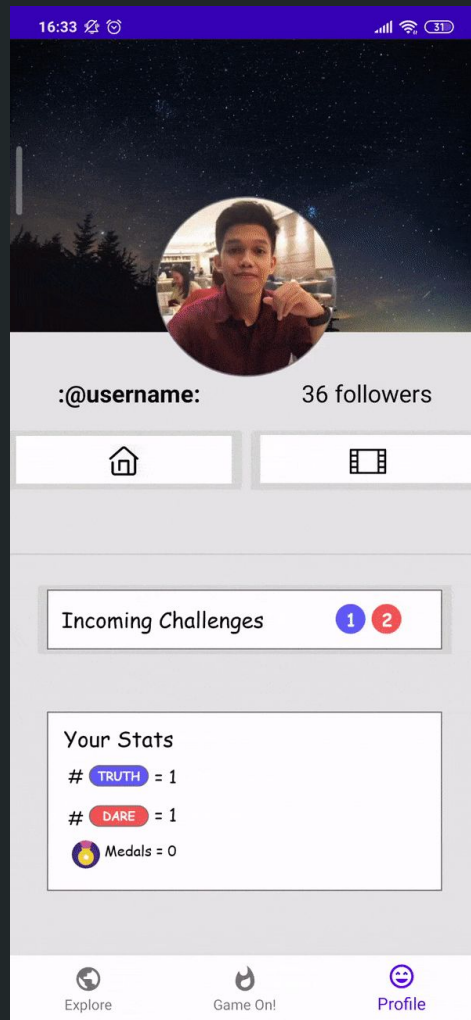 16:33
31
:@username:
36 followers
Incoming Challenges 1 2
Your Stats
# TRUTH = 1
# DARE = 1
Medals = 0
Explore
Game On!
Profile